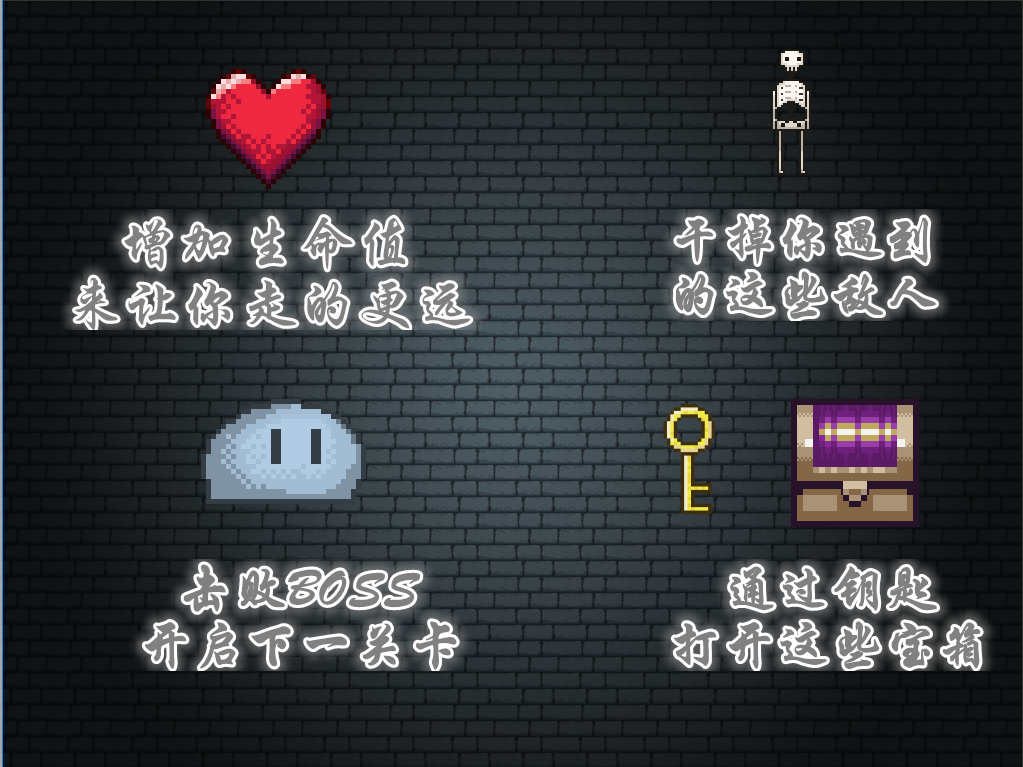 增加生命值
来让你走的更远
干掉你遇到
的这些敌人
击败BOSS
开启下一关卡
通过钥匙
打开这些宝箱